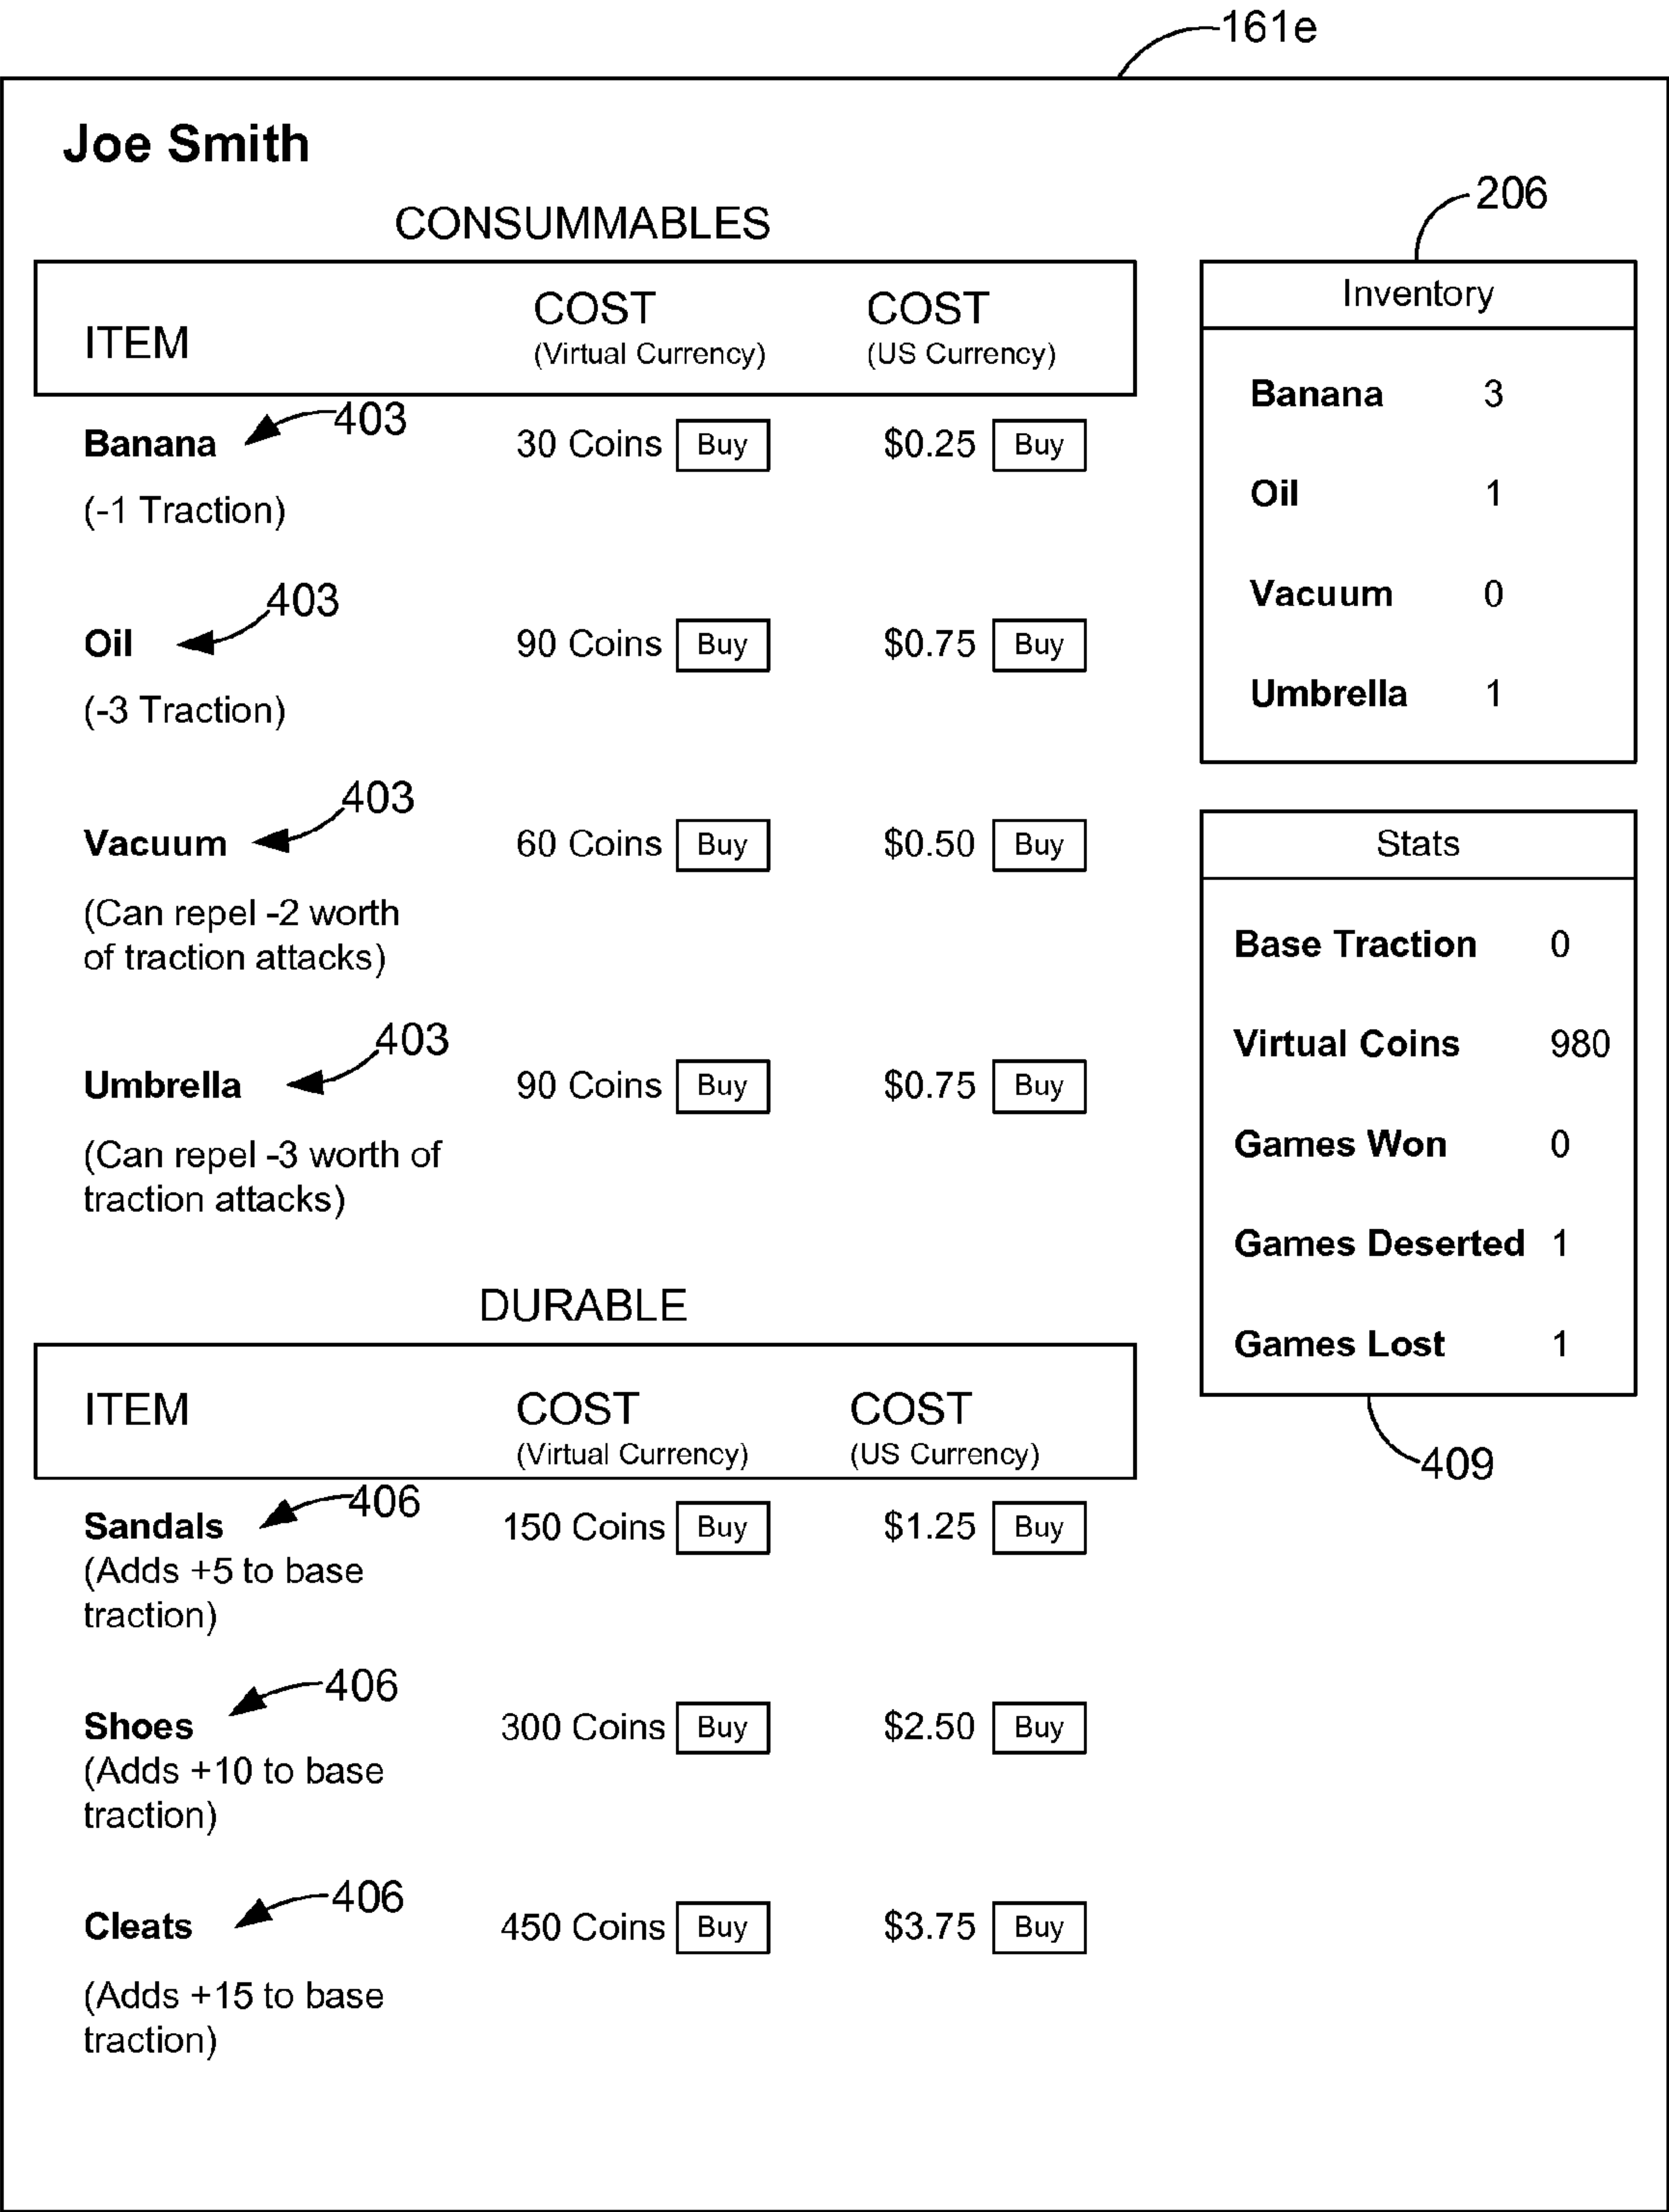 161e
Joe Smith
CONSUMMABLES
ITEM
COST
(Virtual Currency)
COST
(US Currency)
Banana
403
30 Coins Buy $0.25 Buy
(-1 Traction)
403
Oil
90 Coins Buy $0.75 Buy
(-3 Traction)
403
Vacuum
60 Coins Buy $0.50 Buy
(Can repel -2 worth
of traction attacks)
403
Umbrella
90 Coins Buy $0.75 Buy
(Can repel -3 worth of
traction attacks)
DURABLE
ITEM
COST
(Virtual Currency)
COST
(US Currency)
406
Sandals
150 Coins Buy $1.25 Buy
(Adds +5 to base
traction)
406
Shoes
300 Coins Buy $2.50 Buy
(Adds +10 to base
traction)
406
Cleats
450 Coins Buy $3.75 Buy
(Adds +15 to base
traction)
206
Inventory
Banana 3
Oil 1
Vacuum 0
Umbrella 1
Stats
Base Traction 0
Virtual Coins 980
Games Won 0
Games Deserted 1
Games Lost 1
409